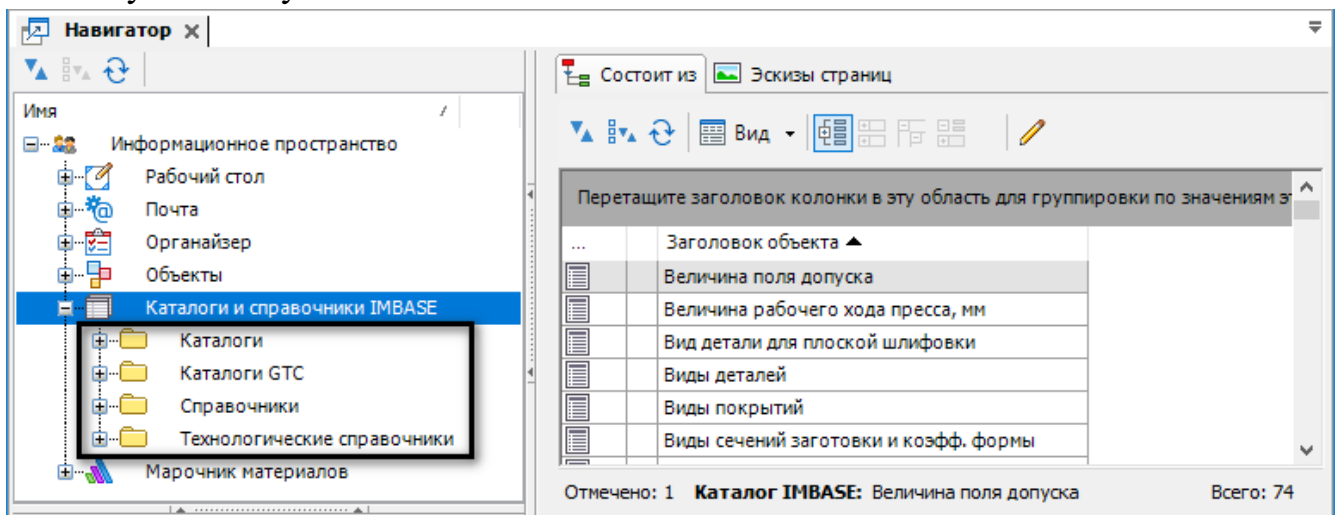 Навигатор
Имя
Информационное пространство
Рабочий стол
Почта
Органайзер
Объекты
Каталоги и справочники IMBASE
Каталоги
Каталоги GTC
Справочники
Технологические справочники
Марочник материалов
Состоит из Эскизы страниц
Вид
Перетащите заголовок колонки в эту область для группировки по значениям э
... Заголовок объекта
Величина поля допуска
Величина рабочего хода пресса, мм
Вид детали для плоской шлифовки
Виды деталей
Виды покрытий
Виды сечений заготовки и коэфф. формы
Отмечено: 1 Каталог IMBASE: Величина поля допуска Всего: 74